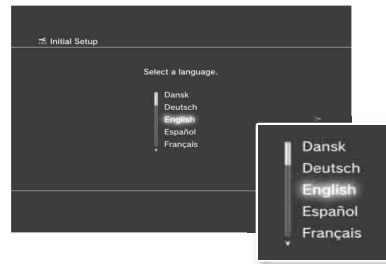 Initial Setup
Select a language.
Dansk
Deutsch
English
Español
Français
Dansk
Deutsch
English
Español
Français